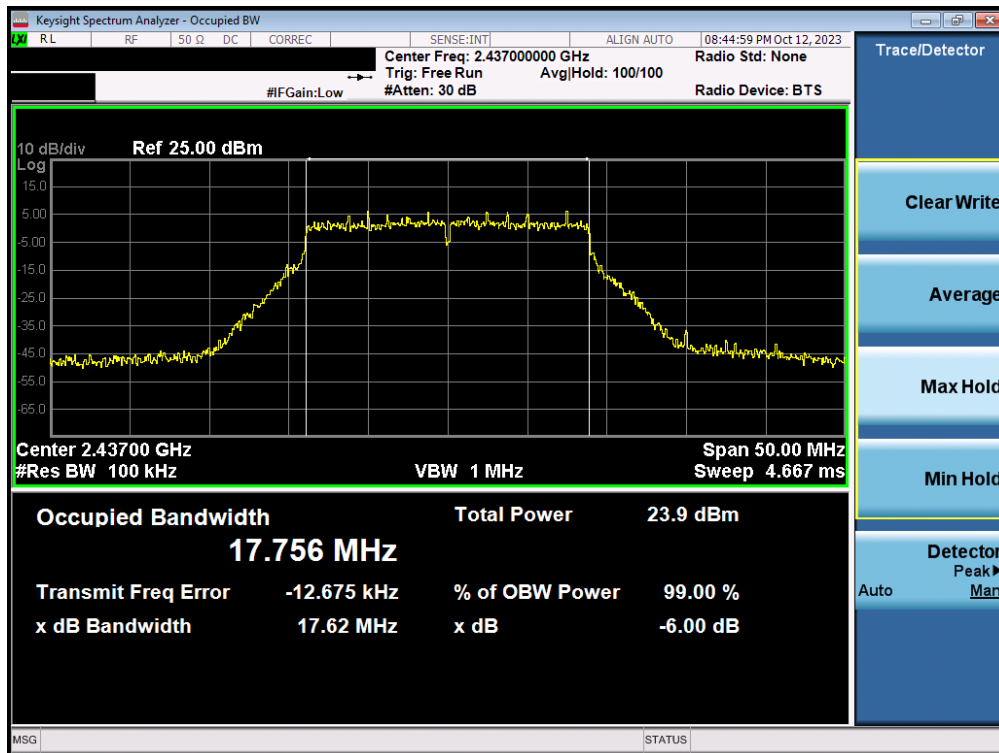 Keysight Spectrum Analyzer - Occupied BW
LXI RL RF 50 Ω DC CORREC SENSE:INT ALIGN AUTO 08:44:59 PM Oct 12, 2023
Center Freq: 2.437000000 GHz Radio Std: None
Trig: Free Run Avg|Hold: 100/100
#IFGain:Low #Atten: 30 dB Radio Device: BTS
10 dB/div Ref 25.00 dBm
Log
15.0
5.00
-5.00
-15.0
-25.0
-35.0
-45.0
-55.0
-65.0
Center 2.43700 GHz Span 50.00 MHz
#Res BW 100 kHz VBW 1 MHz Sweep 4.667 ms
Occupied Bandwidth Total Power 23.9 dBm
17.756 MHz
Transmit Freq Error -12.675 kHz % of OBW Power 99.00 %
x dB Bandwidth 17.62 MHz x dB -6.00 dB
MSG STATUS
Trace/Detector
Clear Write
Average
Max Hold
Min Hold
Detector
Peak▶
Auto Man